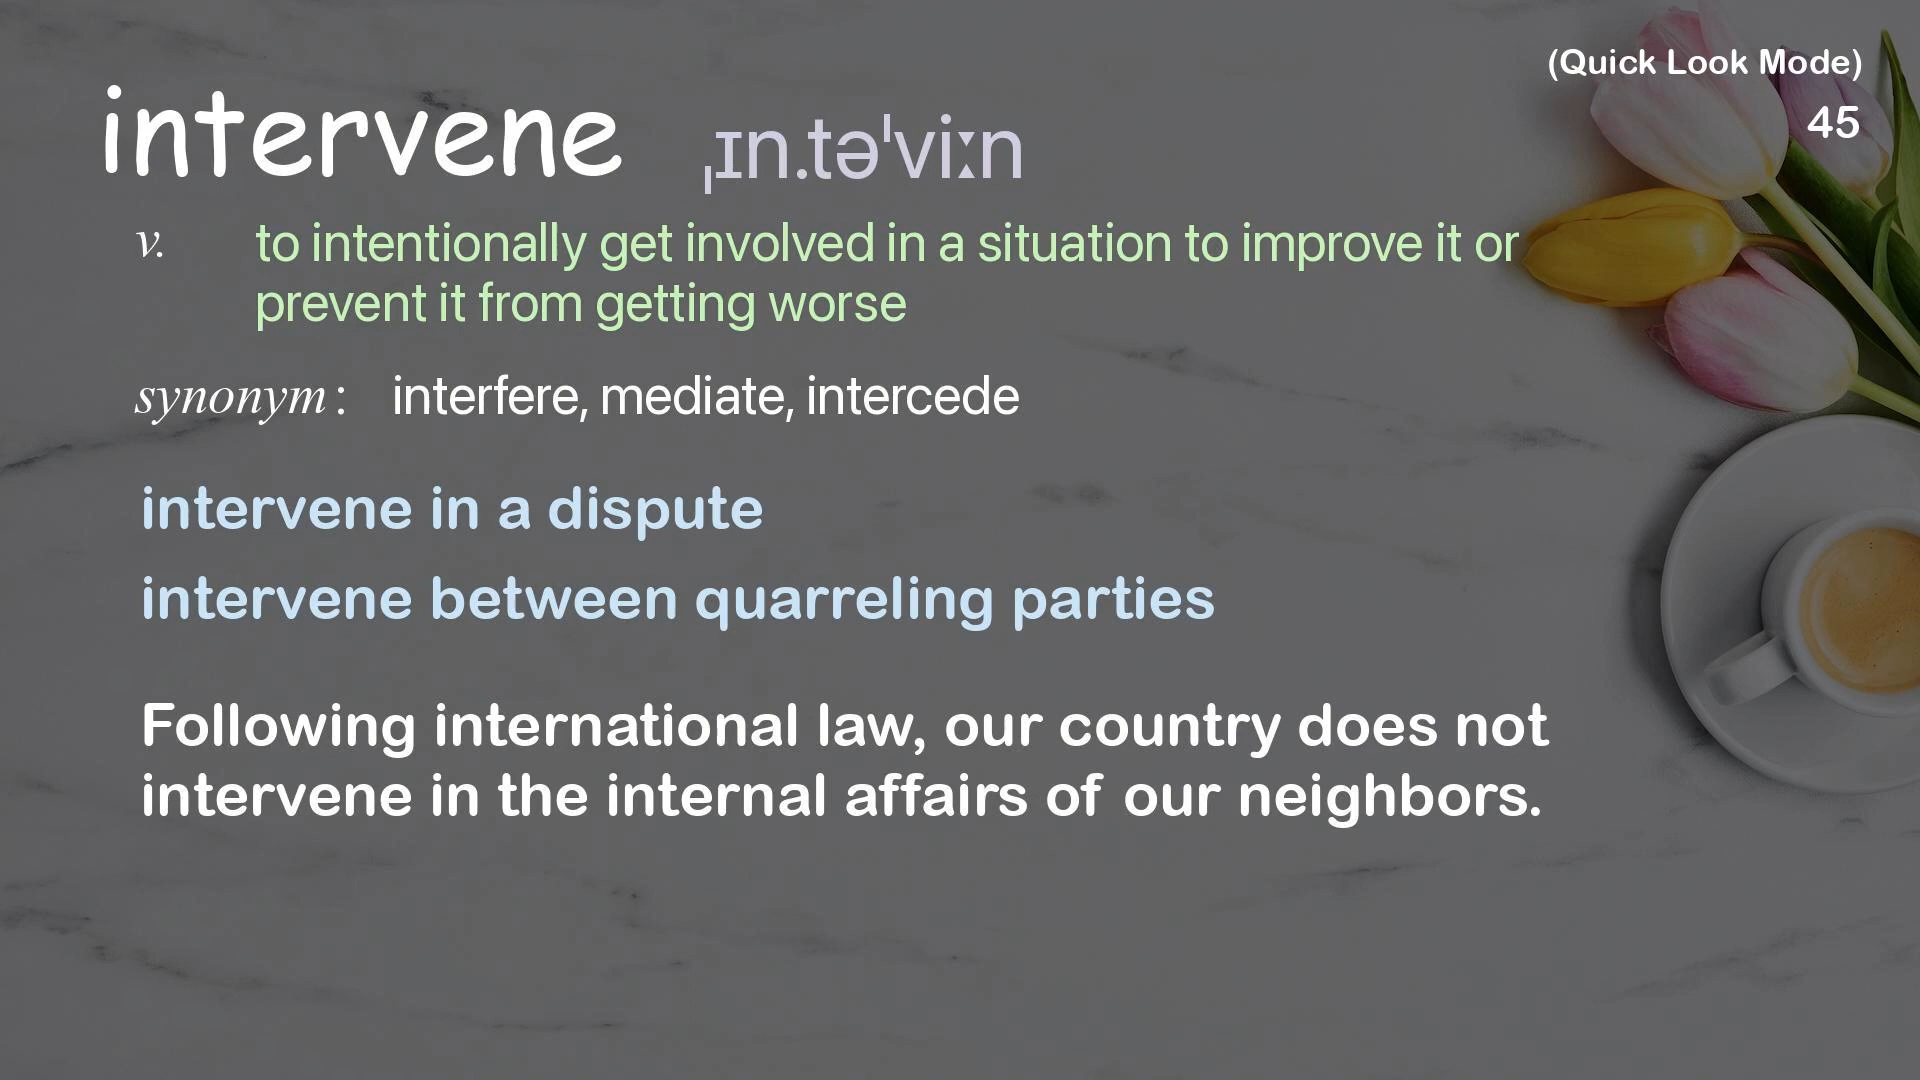 (Quick Look Mode)
45
intervene ˌɪn.təˈviːn
v. to intentionally get involved in a situation to improve it or
prevent it from getting worse
synonym : interfere, mediate, intercede
intervene in a dispute
intervene between quarreling parties
Following international law, our country does not
intervene in the internal affairs of our neighbors.